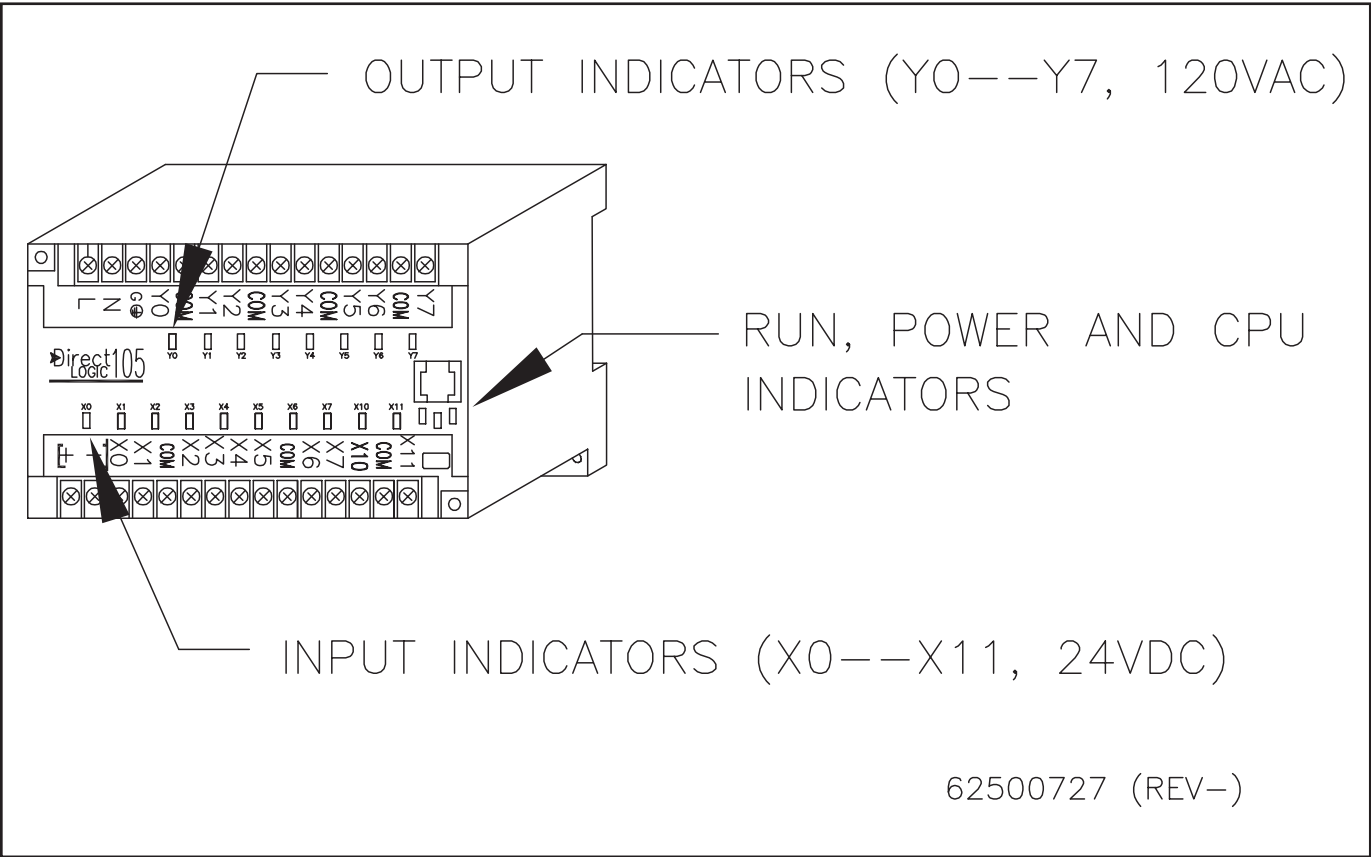 OUTPUT INDICATORS (Y0--Y7, 120VAC)
L N G Y0 COM Y1 Y2 COM Y3 Y4 COM Y5 Y6 COM Y7
Y0 Y1 Y2 Y3 Y4 Y5 Y6 Y7
Direct
LOGIC
105
RUN, POWER AND CPU
INDICATORS
X0 X1 X2 X3 X4 X5 X6 X7 X10 X11
+ - X0 X1 COM X2 X3 X4 X5 COM X6 X7 X10 COM X11
INPUT INDICATORS (X0--X11, 24VDC)
62500727 (REV-)